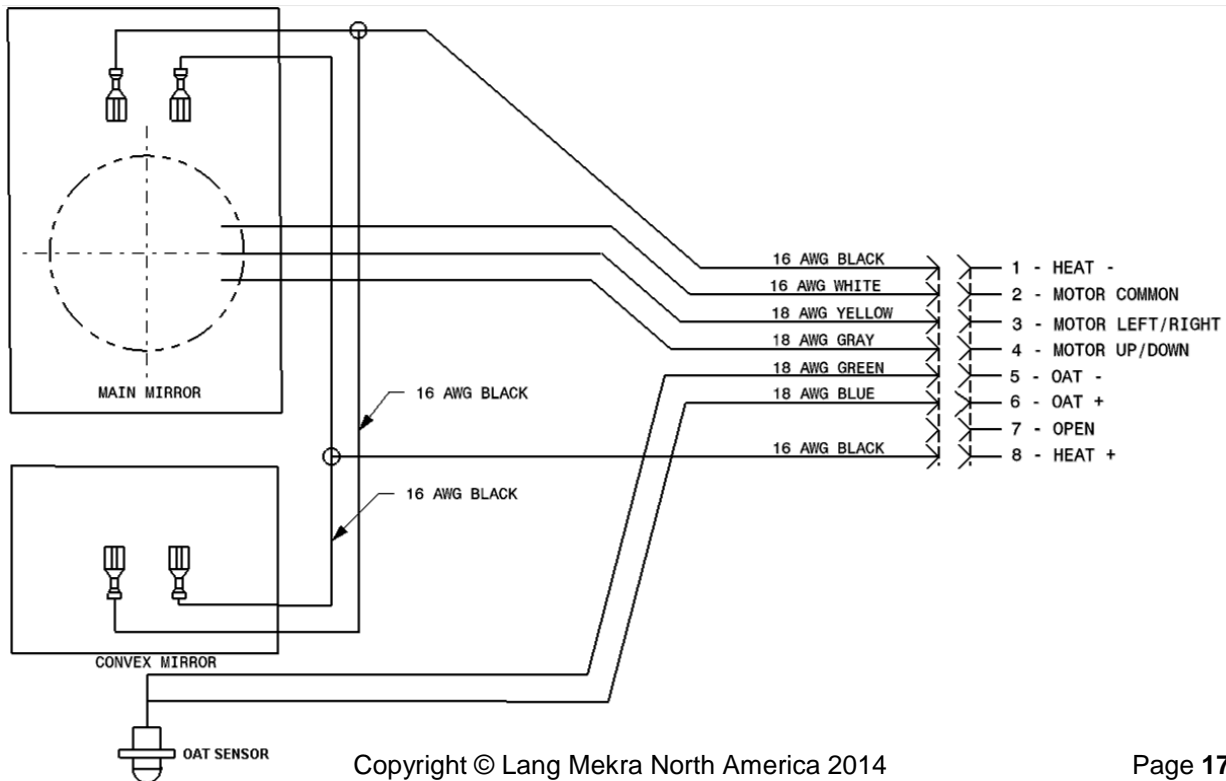 16 AWG BLACK
1 - HEAT -
16 AWG WHITE
2 - MOTOR COMMON
18 AWG YELLOW
3 - MOTOR LEFT/RIGHT
18 AWG GRAY
4 - MOTOR UP/DOWN
18 AWG GREEN
5 - OAT -
18 AWG BLUE
6 - OAT +
7 - OPEN
16 AWG BLACK
8 - HEAT +
MAIN MIRROR
16 AWG BLACK
16 AWG BLACK
CONVEX MIRROR
OAT SENSOR
Copyright © Lang Mekra North America 2014
Page 17